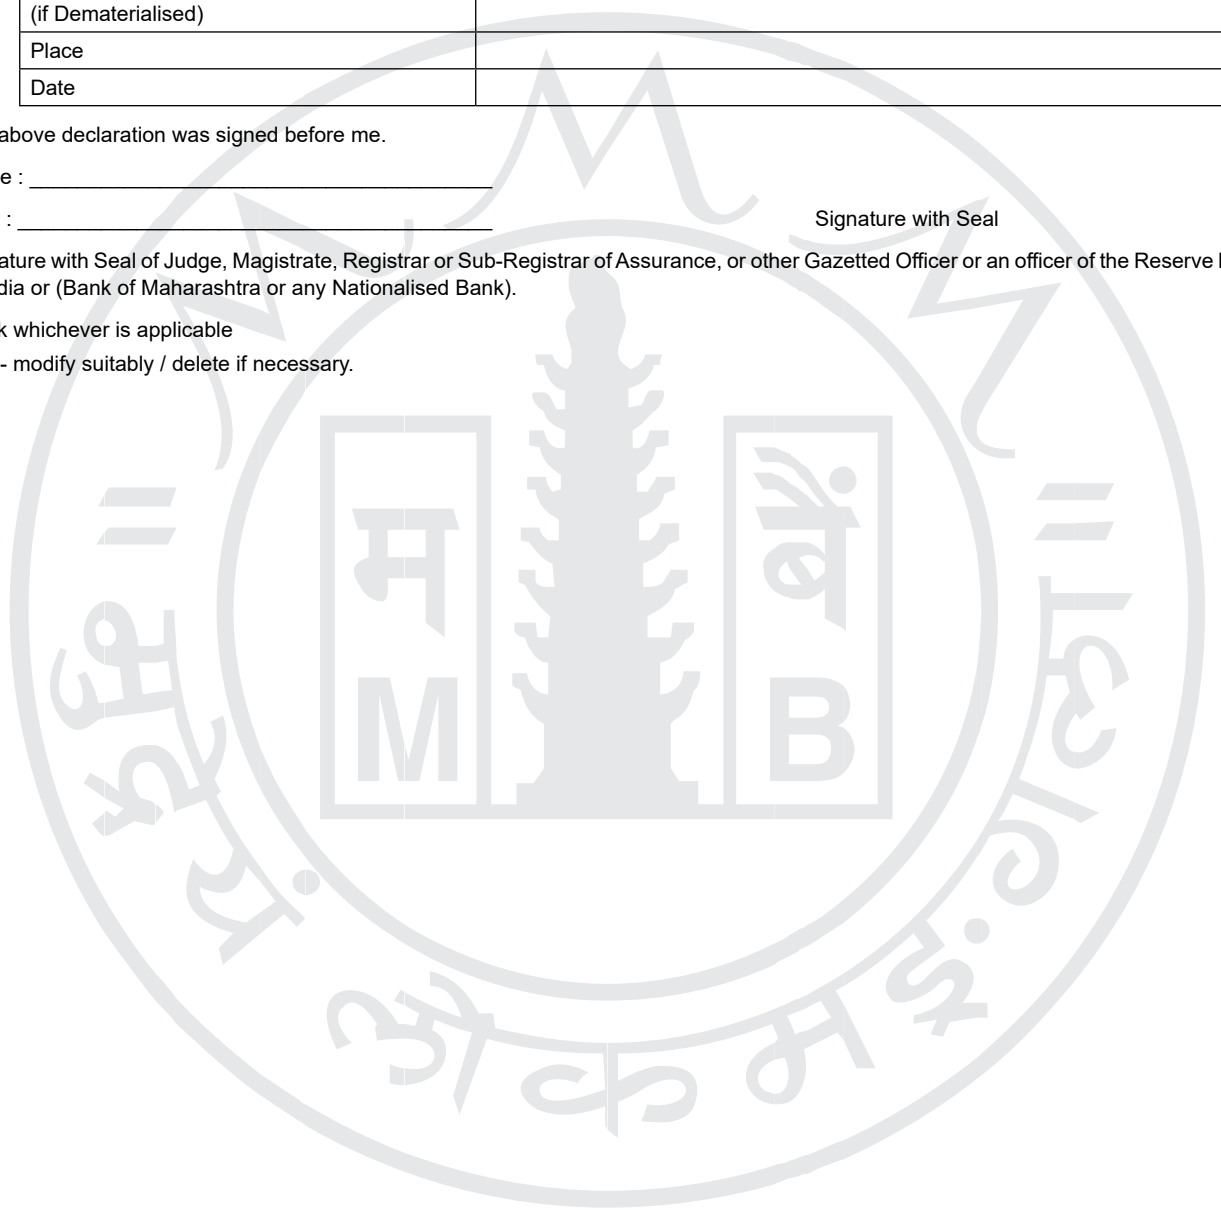 (if Dematerialised)
Place
Date
above declaration was signed before me.
e : ______________________________________
: ______________________________________
Signature with Seal
ature with Seal of Judge, Magistrate, Registrar or Sub-Registrar of Assurance, or other Gazetted Officer or an officer of the Reserve
dia or (Bank of Maharashtra or any Nationalised Bank).
k whichever is applicable
- modify suitably / delete if necessary.
म
बैं
M
B